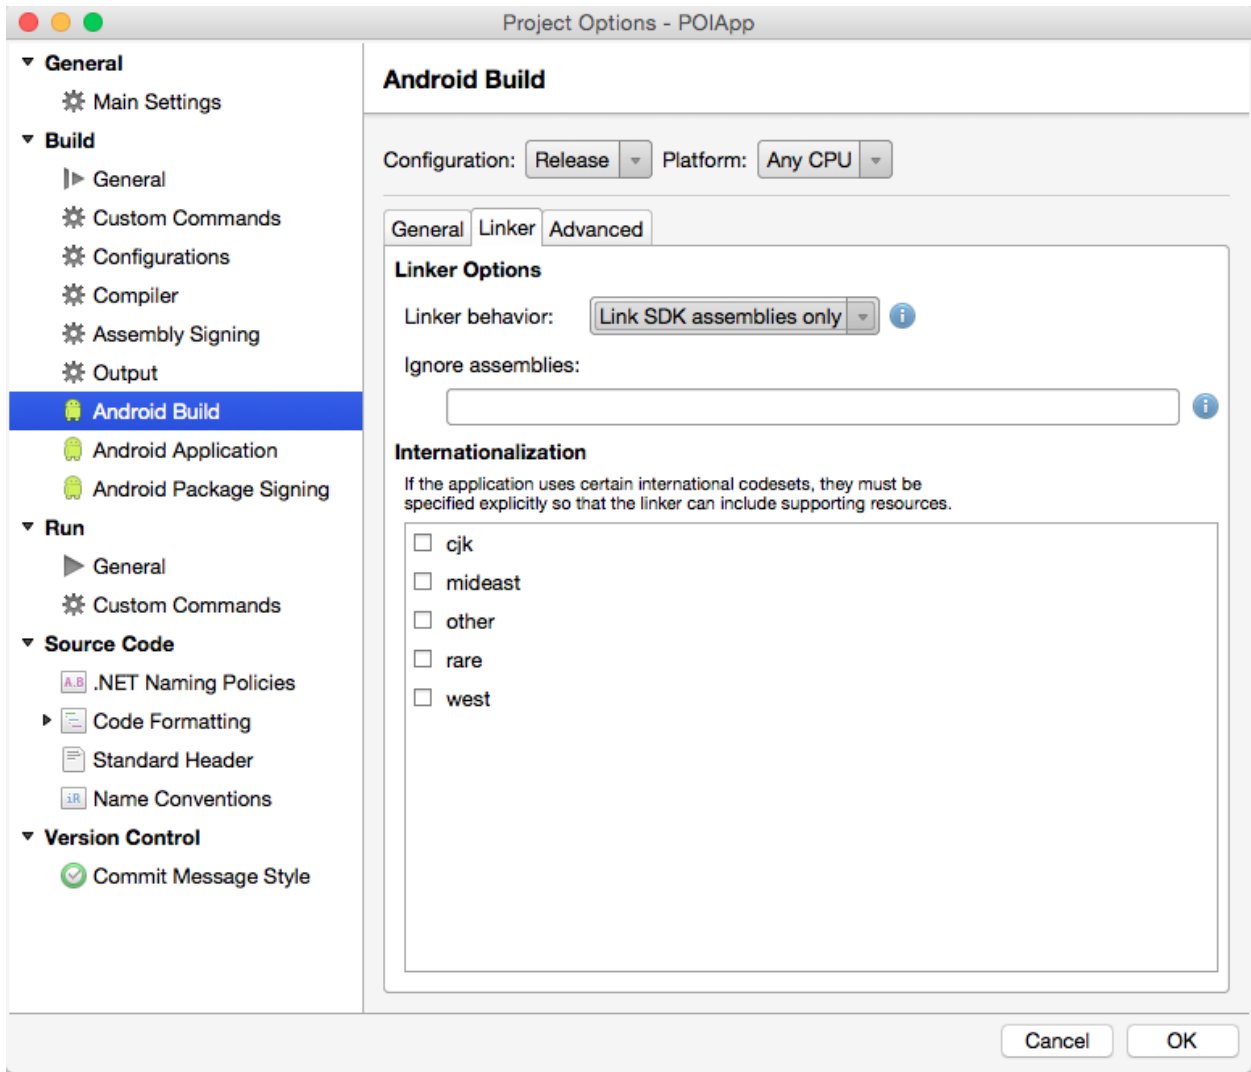 Project Options - POIApp
General
Main Settings
Build
General
Custom Commands
Configurations
Compiler
Assembly Signing
Output
Android Build
Android Application
Android Package Signing
Run
General
Custom Commands
Source Code
A.B .NET Naming Policies
Code Formatting
Standard Header
iR Name Conventions
Version Control
Commit Message Style
Android Build
Configuration: Release Platform: Any CPU
General Linker Advanced
Linker Options
Linker behavior: Link SDK assemblies only i
Ignore assemblies:
i
Internationalization
If the application uses certain international codesets, they must be
specified explicitly so that the linker can include supporting resources.
cjk
mideast
other
rare
west
Cancel OK